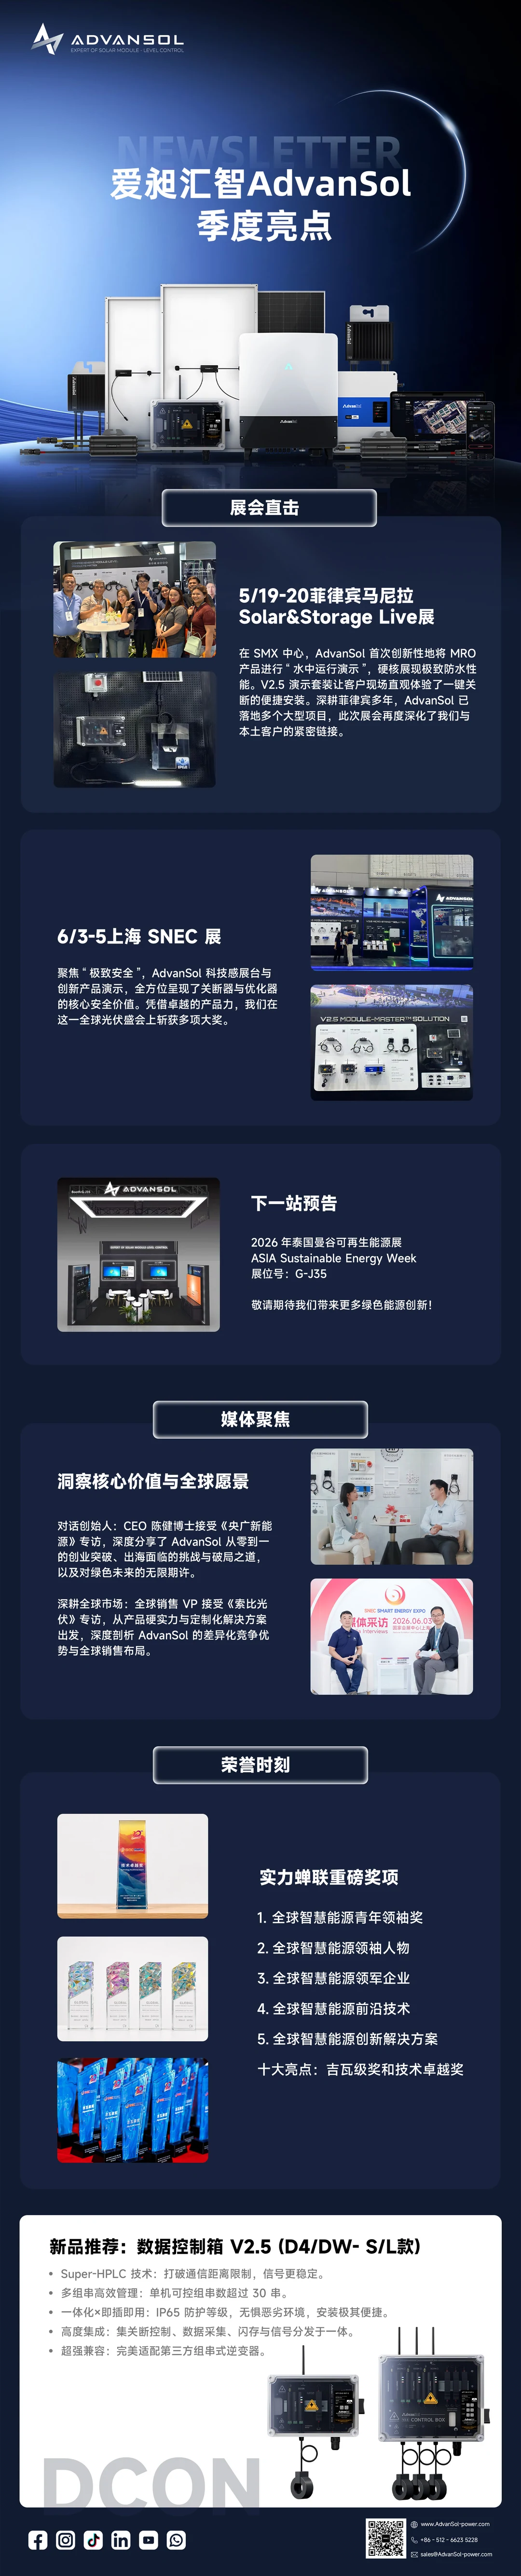 ADVANSOL
EXPERT OF SOLAR MODULE - LEVEL CONTROL
NEWSLETTER
爱昶汇智AdvanSol
季度亮点
展会直击
5/19-20菲律宾马尼拉
Solar&Storage Live展
在 SMX 中心，AdvanSol 首次创新性地将 MRO
产品进行“水中运行演示”，硬核展现极致防水性
能。V2.5 演示套装让客户现场直观体验了一键关
断的便捷安装。深耕菲律宾多年，AdvanSol 已
落地多个大型项目，此次展会再度深化了我们与
本土客户的紧密链接。
6/3-5上海 SNEC 展
聚焦“极致安全”，AdvanSol 科技感展台与
创新产品演示，全方位呈现了关断器与优化器
的核心安全价值。凭借卓越的产品力，我们在
这一全球光伏盛会上斩获多项大奖。
ADVANSOL
V2.5 MODULE-MASTER™ SOLUTION
ADVANSOL
EXPERT OF SOLAR MODULE LEVEL CONTROL
下一站预告
2026 年泰国曼谷可再生能源展
ASIA Sustainable Energy Week
展位号：G-J35
敬请期待我们带来更多绿色能源创新！
媒体聚焦
洞察核心价值与全球愿景
对话创始人：CEO 陈健博士接受《央广新能
源》专访，深度分享了 AdvanSol 从零到一
的创业突破、出海面临的挑战与破局之道，
以及对绿色未来的无限期许。
深耕全球市场：全球销售 VP 接受《索比光
伏》专访，从产品硬实力与定制化解决方案
出发，深度剖析 AdvanSol 的差异化竞争优
势与全球销售布局。
SNEC SMART ENERGY EXPO
媒体采访
2026.06.03
荣誉时刻
实力蝉联重磅奖项
1. 全球智慧能源青年领袖奖
2. 全球智慧能源领袖人物
3. 全球智慧能源领军企业
4. 全球智慧能源前沿技术
5. 全球智慧能源创新解决方案
十大亮点：吉瓦级奖和技术卓越奖
新品推荐：数据控制箱 V2.5 (D4/DW- S/L款)
• Super-HPLC 技术：打破通信距离限制，信号更稳定。
• 多组串高效管理：单机可控组串数超过 30 串。
• 一体化×即插即用：IP65 防护等级，无惧恶劣环境，安装极其便捷。
• 高度集成：集关断控制、数据采集、闪存与信号分发于一体。
• 超强兼容：完美适配第三方组串式逆变器。
CONTROL BOX
DCON
www.AdvanSol-power.com
+86 - 512 - 6623 5228
sales@AdvanSol-power.com